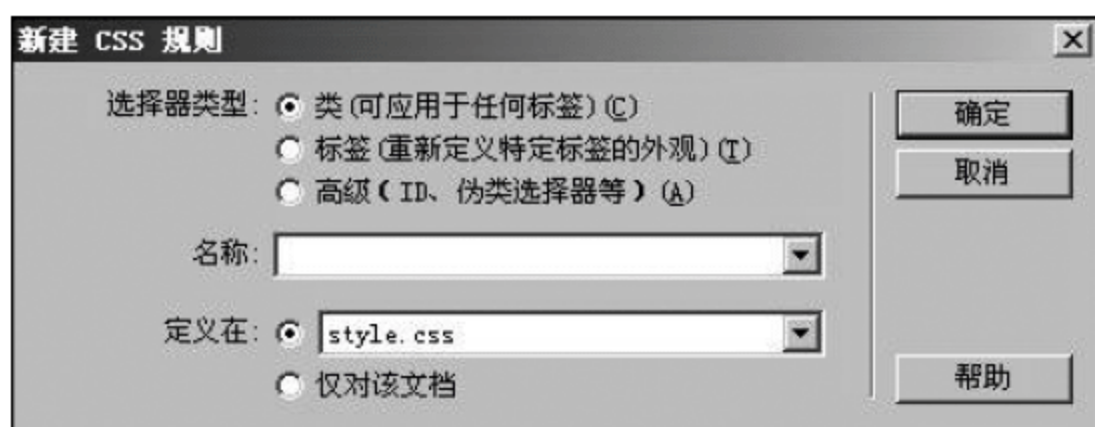 新建 CSS 规则
选择器类型: 类(可应用于任何标签)(C)
标签(重新定义特定标签的外观)(T)
高级(ID、伪类选择器等)(A)
名称:
定义在: style.css
仅对该文档
确定
取消
帮助